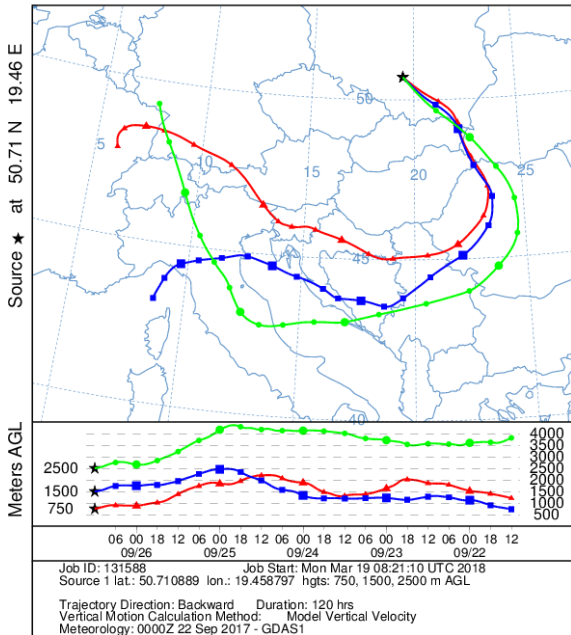 Source ★ at 50.71 N 19.46 E
50
5
10
15
20
25
45
40
Meters AGL
4000
3500
3000
2500 2500
2000
1500 1500
1000
750 500
06 00 18 12 06 00 18 12 06 00 18 12 06 00 18 12 06 00 18 12
09/26 09/25 09/24 09/23 09/22
Job ID: 131588 Job Start: Mon Mar 19 08:21:10 UTC 2018
Source 1 lat.: 50.710889 lon.: 19.458797 hgts: 750, 1500, 2500 m AGL
Trajectory Direction: Backward Duration: 120 hrs
Vertical Motion Calculation Method: Model Vertical Velocity
Meteorology: 0000Z 22 Sep 2017 - GDAS1